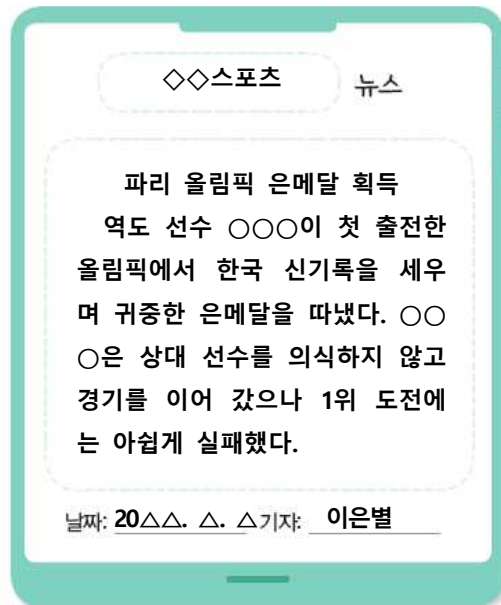 ◇◇스포츠 뉴스
파리 올림픽 은메달 획득
역도 선수 ○○○이 첫 출전한
올림픽에서 한국 신기록을 세우
며 귀중한 은메달을 따냈다. ○○
○은 상대 선수를 의식하지 않고
경기를 이어 갔으나 1위 도전에
는 아쉽게 실패했다.
날짜: 20△△. △. △ 기자: 이은별